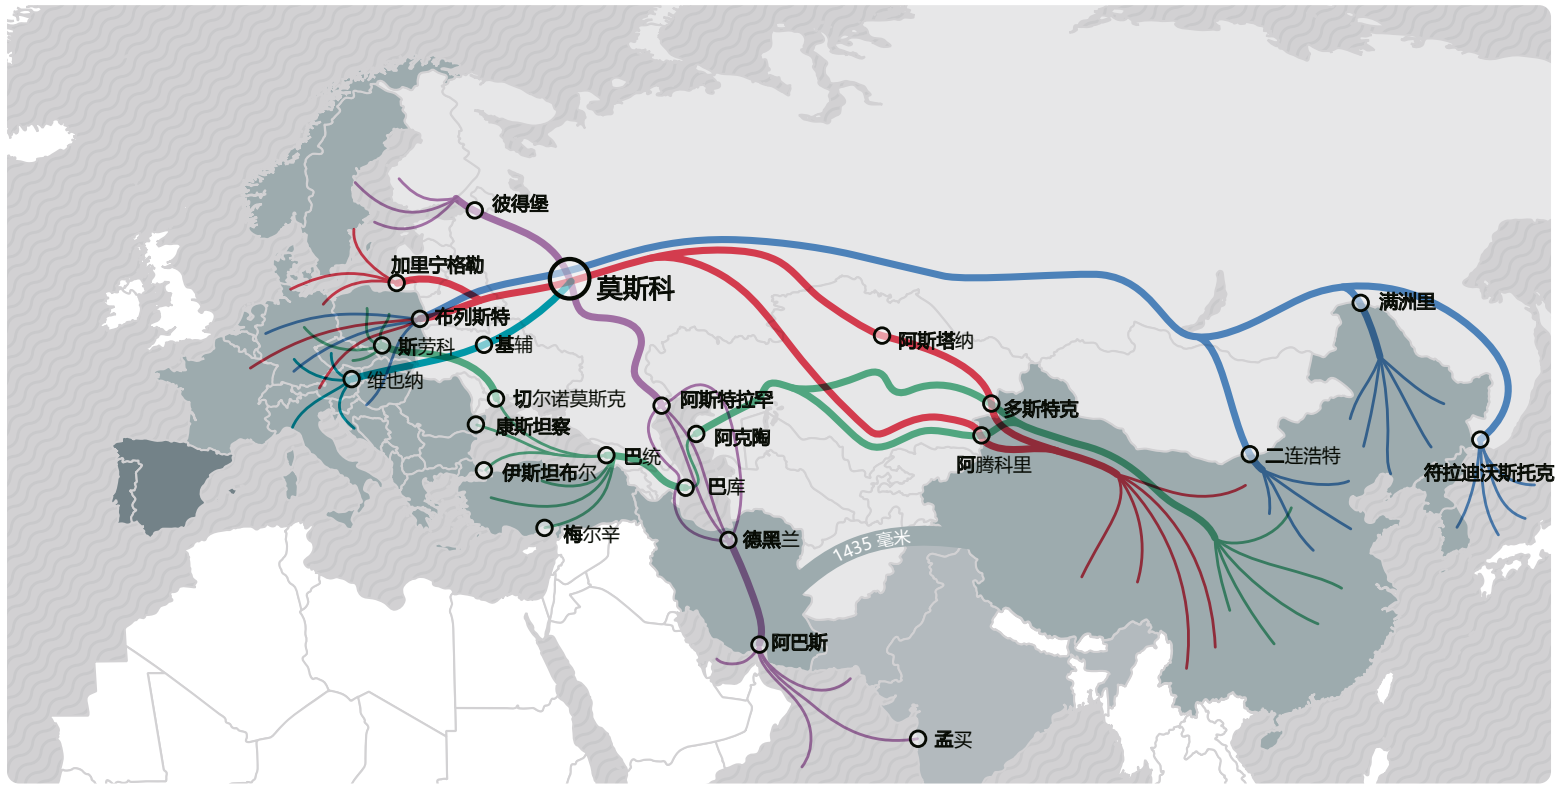 彼得堡
加里宁格勒
莫斯科
满洲里
布列斯特
阿斯塔纳
斯劳科
基辅
维也纳
切尔诺莫斯克
阿斯特拉罕
多斯特克
康斯坦察
阿克陶
巴统
阿腾科里
二连浩特
伊斯坦布尔
符拉迪沃斯托克
巴库
梅尔辛
德黑兰
1435 毫米
阿巴斯
孟买